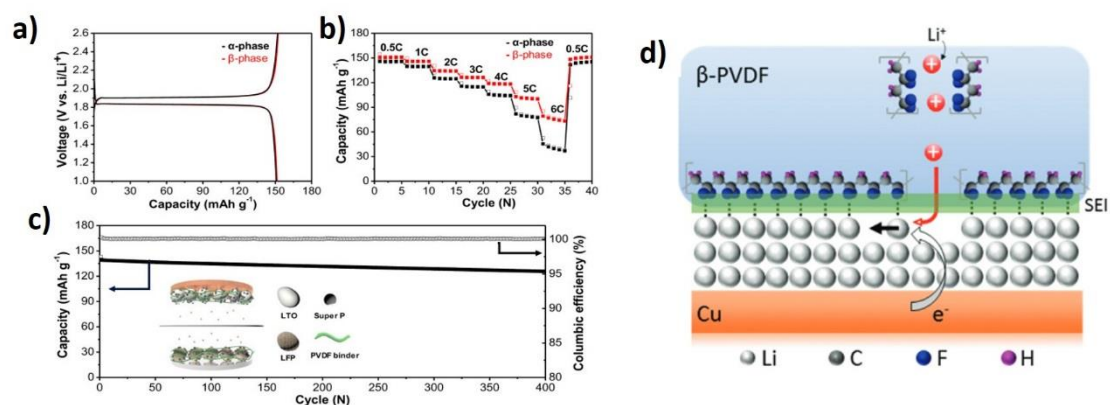 a)
2.6
2.4
2.2
2.0
1.8
1.6
1.4
1.2
1.0
Voltage (V vs. Li/Li⁺)
α-phase
β-phase
0 30 60 90 120 150 180
Capacity (mAh g⁻¹)
b)
180
150
120
90
60
30
0
Capacity (mAh g⁻¹)
α-phase
β-phase
0.5C 1C 2C 3C 4C 5C 6C 0.5C
0 5 10 15 20 25 30 35 40
Cycle (N)
c)
180
150
120
90
60
30
0
Capacity (mAh g⁻¹)
LTO
Super P
LFP
PVDF binder
100
95
90
85
80
Columbic efficiency (%)
0 50 100 150 200 250 300 350 400
Cycle (N)
d)
Li⁺
β-PVDF
+
+
+
SEI
Cu
e⁻
Li
C
F
H